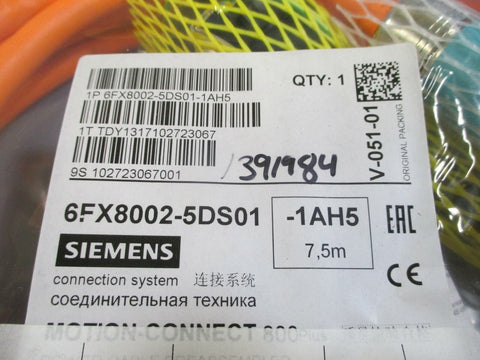 QTY: 1
1P 6FX8002-5DS01-1AH5
1T TDY1317102723067
9S 102723067001
391984
V-051-01
ORIGINAL PACKING
6FX8002-5DS01
-1AH5
7,5m
SIEMENS
EAC
CE
connection system 连接系统
соединительная техника
MOTION-CONNECT 800Plus